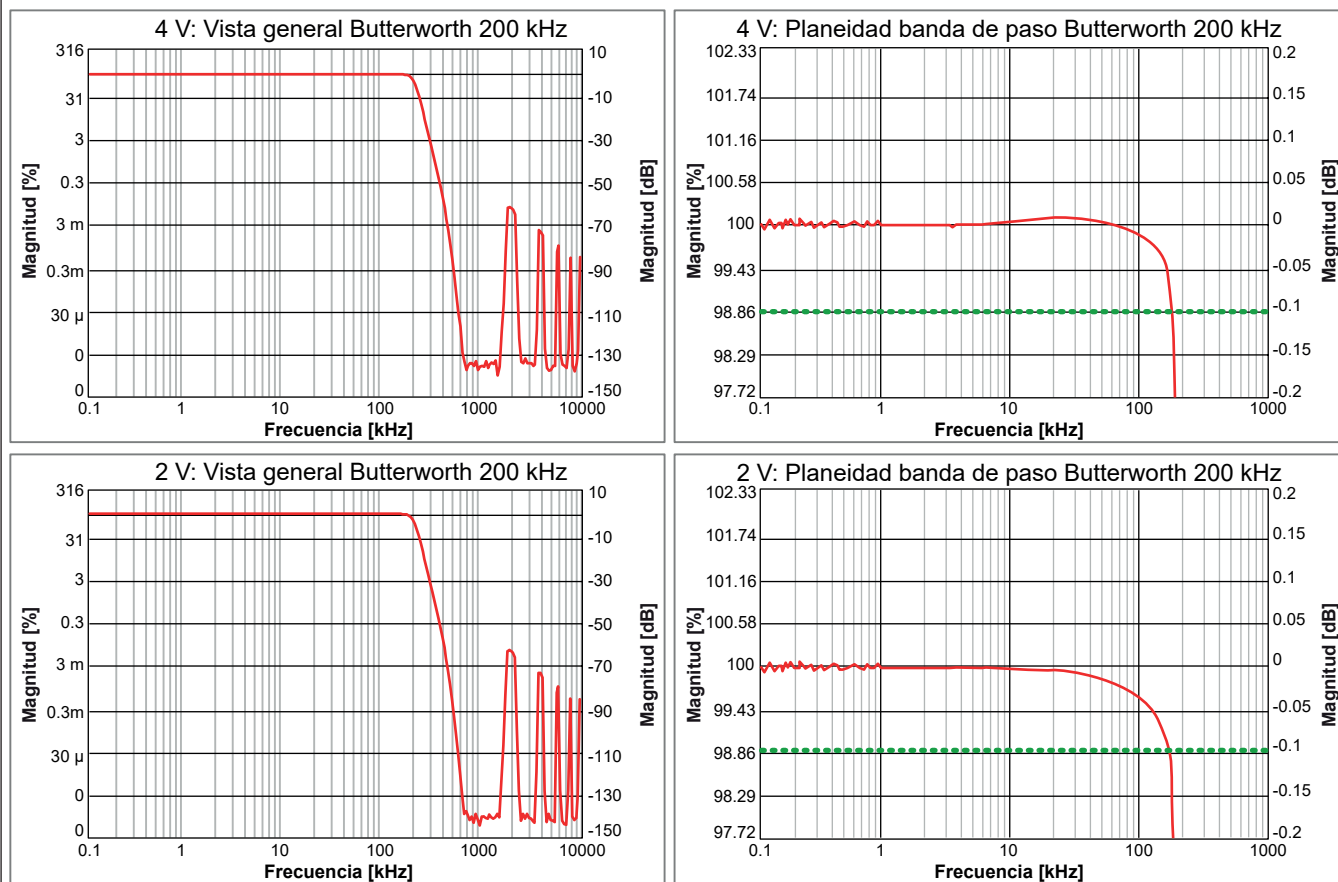 4 V: Vista general Butterworth 200 kHz
316
31
3
0.3
3 m
0.3m
30 µ
0
0
Magnitud [%]
10
-10
-30
-50
-70
-90
-110
-130
-150
Magnitud [dB]
0.1 1 10 100 1000 10000
Frecuencia [kHz]
4 V: Planeidad banda de paso Butterworth 200 kHz
102.33
101.74
101.16
100.58
100
99.43
98.86
98.29
97.72
Magnitud [%]
0.2
0.15
0.1
0.05
0
-0.05
-0.1
-0.15
-0.2
Magnitud [dB]
0.1 1 10 100 1000
Frecuencia [kHz]
2 V: Vista general Butterworth 200 kHz
316
31
3
0.3
3 m
0.3m
30 µ
0
0
Magnitud [%]
10
-10
-30
-50
-70
-90
-110
-130
-150
Magnitud [dB]
0.1 1 10 100 1000 10000
Frecuencia [kHz]
2 V: Planeidad banda de paso Butterworth 200 kHz
102.33
101.74
101.16
100.58
100
99.43
98.86
98.29
97.72
Magnitud [%]
0.2
0.15
0.1
0.05
0
-0.05
-0.1
-0.15
-0.2
Magnitud [dB]
0.1 1 10 100 1000
Frecuencia [kHz]